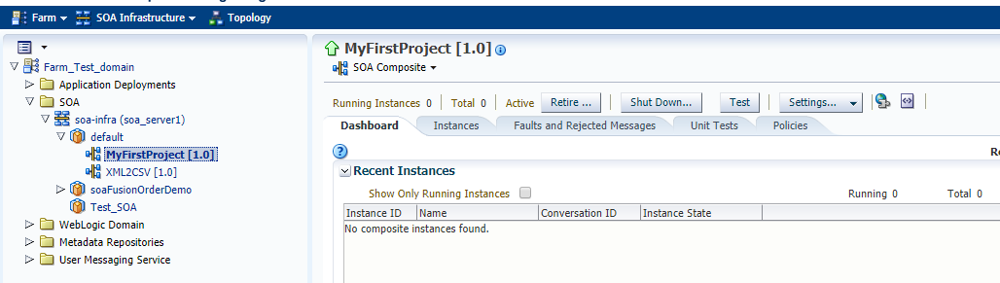 Farm SOA Infrastructure Topology
Farm_Test_domain
Application Deployments
SOA
soa-infra (soa_server1)
default
MyFirstProject [1.0]
XML2CSV [1.0]
soaFusionOrderDemo
Test_SOA
WebLogic Domain
Metadata Repositories
User Messaging Service
MyFirstProject [1.0]
SOA Composite
Running Instances 0 Total 0 Active Retire ... Shut Down... Test Settings...
Dashboard Instances Faults and Rejected Messages Unit Tests Policies
Recent Instances
Show Only Running Instances Running 0 Total 0
Instance ID Name Conversation ID Instance State
No composite instances found.